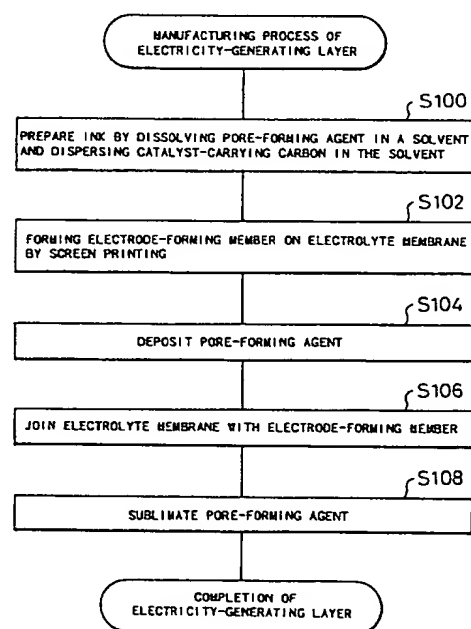 MANUFACTURING PROCESS OF
ELECTRICITY-GENERATING LAYER
S100
PREPARE INK BY DISSOLVING PORE-FORMING AGENT IN A SOLVENT
AND DISPERSING CATALYST-CARRYING CARBON IN THE SOLVENT
S102
FORMING ELECTRODE-FORMING MEMBER ON ELECTROLYTE MEMBRANE
BY SCREEN PRINTING
S104
DEPOSIT PORE-FORMING AGENT
S106
JOIN ELECTROLYTE MEMBRANE WITH ELECTRODE-FORMING MEMBER
S108
SUBLIMATE PORE-FORMING AGENT
COMPLETION OF
ELECTRICITY-GENERATING LAYER